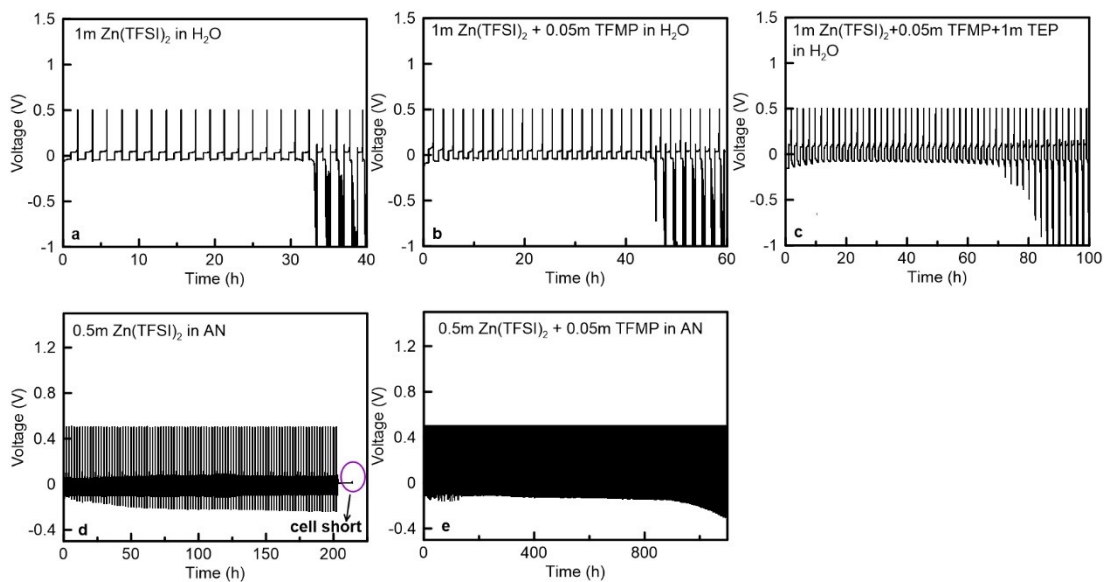 1m Zn(TFSI)₂ in H₂O
1.5
1
0.5
0
-0.5
-1
Voltage (V)
a
0 10 20 30 40
Time (h)
1m Zn(TFSI)₂ + 0.05m TFMP in H₂O
1.5
1
0.5
0
-0.5
-1
Voltage (V)
b
0 20 40 60
Time (h)
1m Zn(TFSI)₂+0.05m TFMP+1m TEP
in H₂O
1.5
1
0.5
0
-0.5
-1
Voltage (V)
c
0 20 40 60 80 100
Time (h)
0.5m Zn(TFSI)₂ in AN
1.2
0.8
0.4
0
-0.4
Voltage (V)
cell short
d
0 50 100 150 200
Time (h)
0.5m Zn(TFSI)₂ + 0.05m TFMP in AN
1.2
0.8
0.4
0
-0.4
Voltage (V)
e
0 400 800
Time (h)